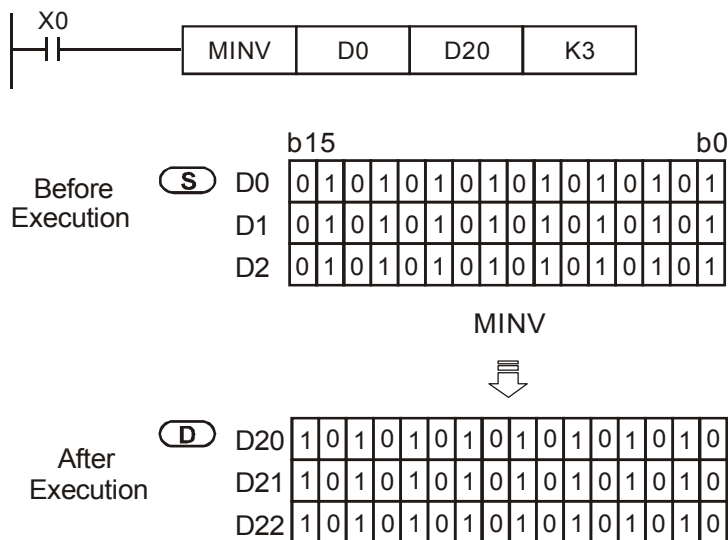 X0
MINV D0 D20 K3
b15 b0
Before Execution
S D0 0 1 0 1 0 1 0 1 0 1 0 1 0 1 0 1
D1 0 1 0 1 0 1 0 1 0 1 0 1 0 1 0 1
D2 0 1 0 1 0 1 0 1 0 1 0 1 0 1 0 1
MINV
After Execution
D D20 1 0 1 0 1 0 1 0 1 0 1 0 1 0 1 0
D21 1 0 1 0 1 0 1 0 1 0 1 0 1 0 1 0
D22 1 0 1 0 1 0 1 0 1 0 1 0 1 0 1 0